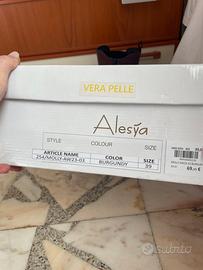 VERA PELLE
Alesya
STYLE COLOUR SIZE
ARTICLE NAME COLOR SIZE
254/MOLLY-AW23-03 BURGUNDY 39
subito